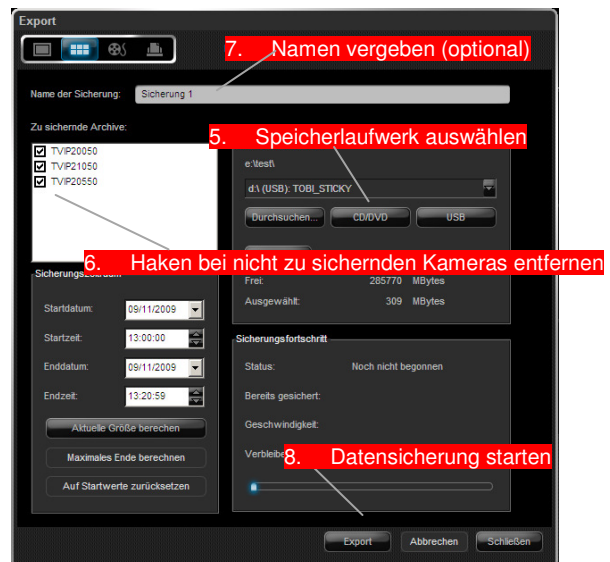 Export
7. Namen vergeben (optional)
Name der Sicherung: Sicherung 1
Zu sichernde Archive:
5. Speicherlaufwerk auswählen
TVIP20050
TVIP21050
TVIP20550
e:\test\
d:\ (USB): TOBI_STICKY
Durchsuchen... CD/DVD USB
6. Haken bei nicht zu sichernden Kameras entfernen
Sicherungszeitraum
Frei: 285770 MBytes
Ausgewählt: 309 MBytes
Startdatum: 09/11/2009
Startzeit: 13:00:00
Enddatum: 09/11/2009
Endzeit: 13:20:59
Aktuelle Größe berechen
Maximales Ende berechnen
Auf Startwerte zurücksetzen
Sicherungsfortschritt
Status: Noch nicht begonnen
Bereits gesichert:
Geschwindigkeit:
Verbleibe
8. Datensicherung starten
Export Abbrechen Schließen